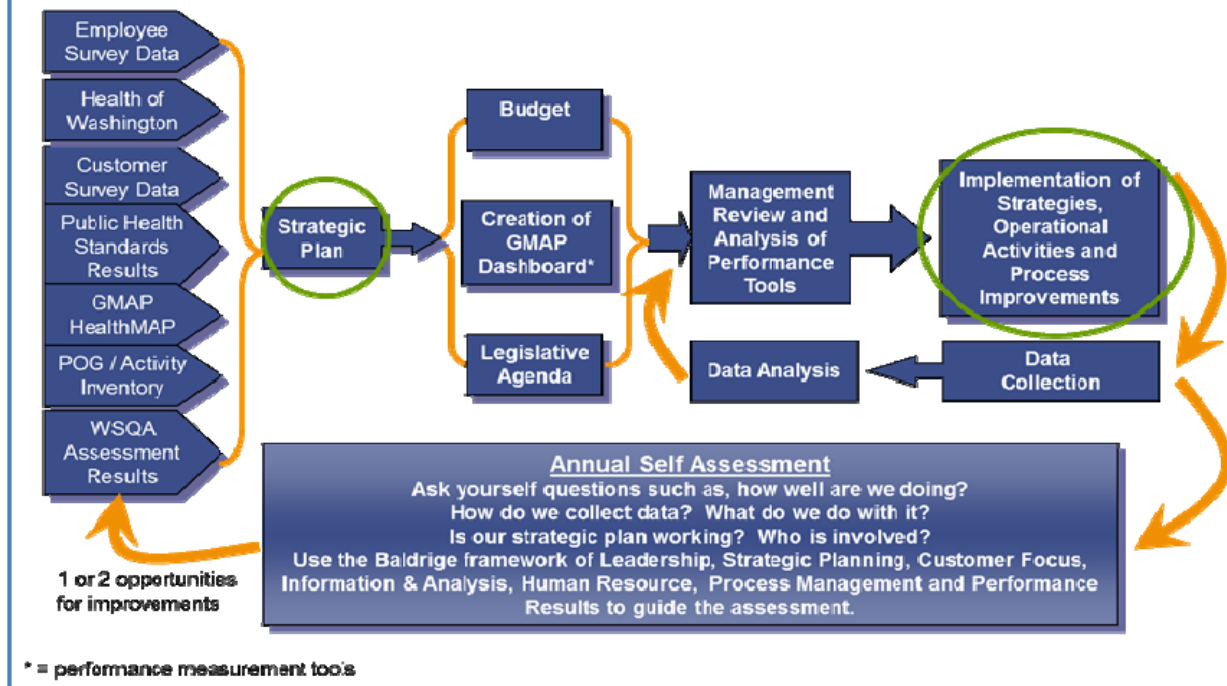 Employee
Survey Data
Health of
Washington
Customer
Survey Data
Public Health
Standards
Results
GMAP
HealthMAP
POG / Activity
Inventory
WSQA
Assessment
Results
Strategic
Plan
Budget
Creation of
GMAP
Dashboard*
Legislative
Agenda
Management
Review and
Analysis of
Performance
Tools
Implementation of
Strategies,
Operational
Activities and
Process
Improvements
Data Analysis
Data
Collection
Annual Self Assessment
Ask yourself questions such as, how well are we doing?
How do we collect data? What do we do with it?
Is our strategic plan working? Who is involved?
Use the Baldrige framework of Leadership, Strategic Planning, Customer Focus,
Information & Analysis, Human Resource, Process Management and Performance
Results to guide the assessment.
1 or 2 opportunities
for improvements
* = performance measurement tools